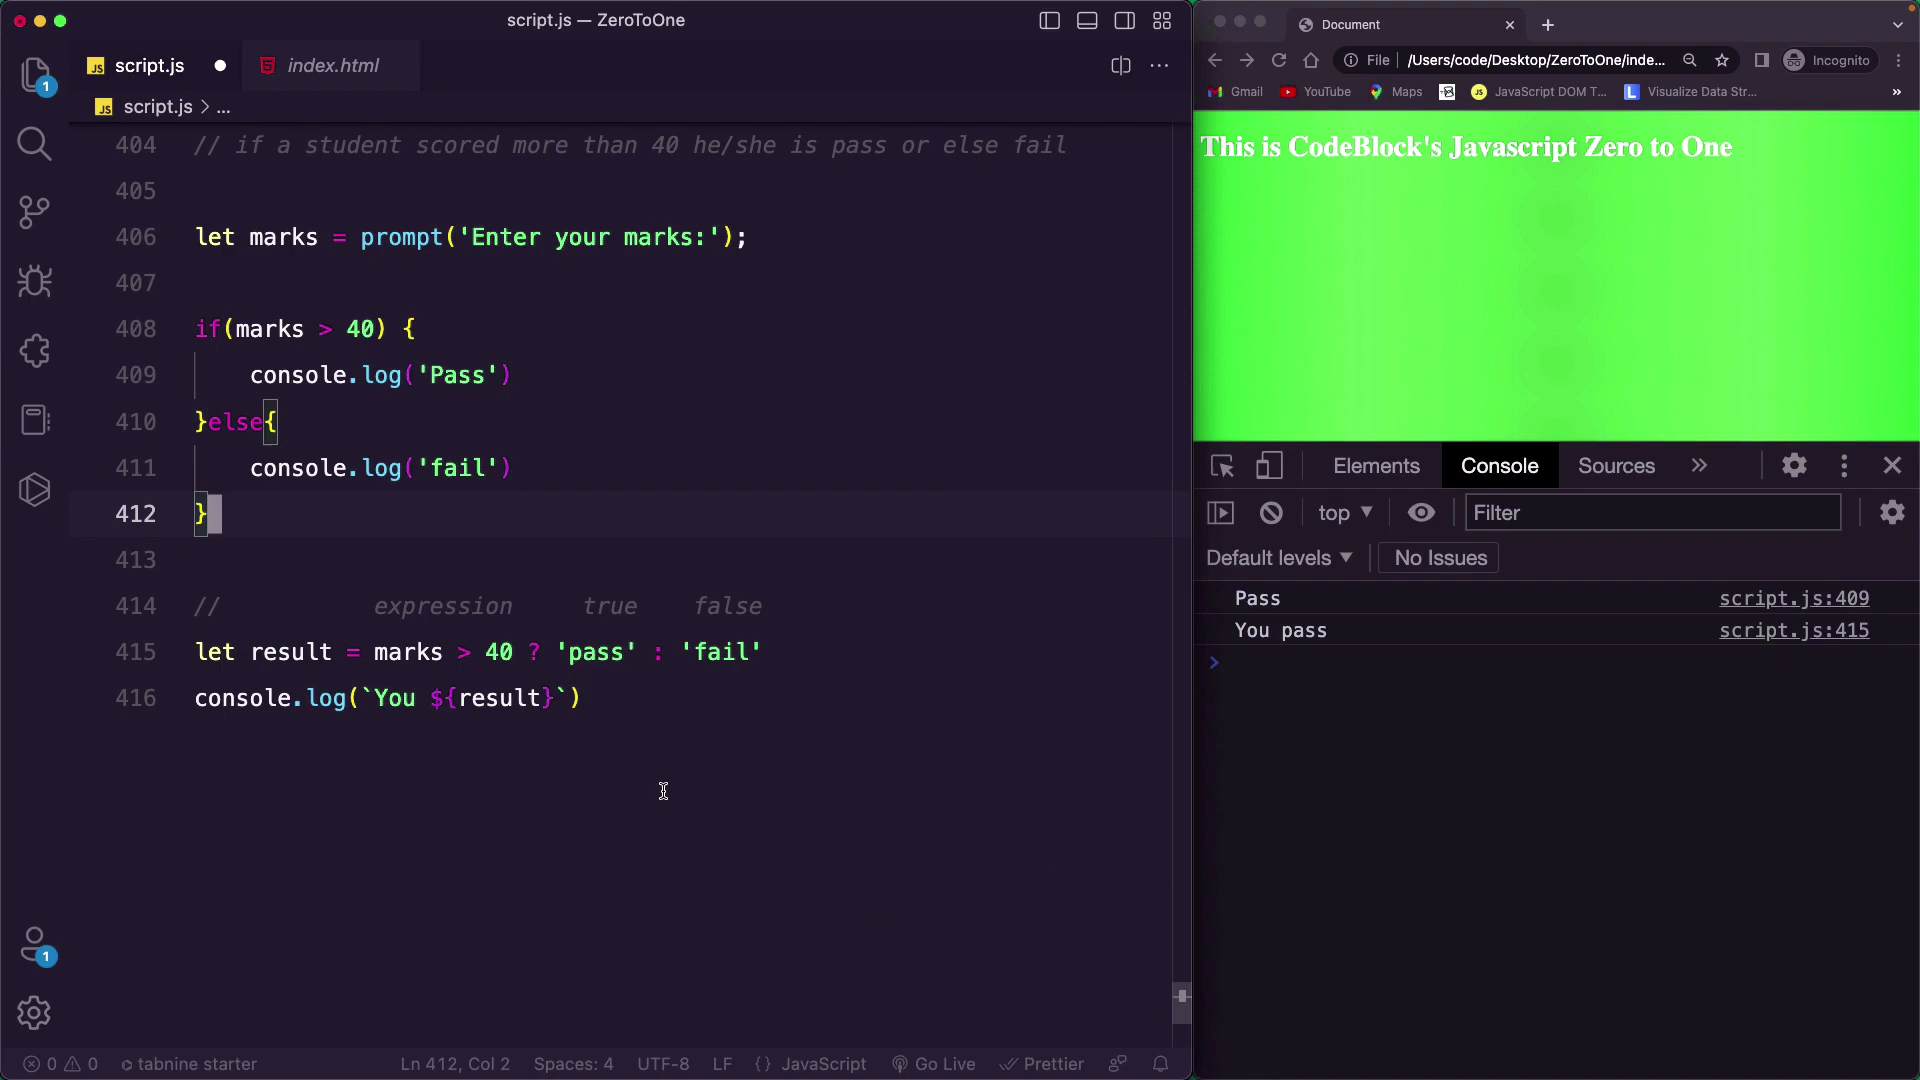 script.js — ZeroToOne
script.js
index.html
script.js > ...
404 // if a student scored more than 40 he/she is pass or else fail
405
406 let marks = prompt('Enter your marks:');
407
408 if(marks > 40) {
409 console.log('Pass')
410 }else{
411 console.log('fail')
412 }
413
414 // expression true false
415 let result = marks > 40 ? 'pass' : 'fail'
416 console.log(`You ${result}`)
1
1
0 0 tabnine starter Ln 412, Col 2 Spaces: 4 UTF-8 LF {} JavaScript Go Live Prettier
Document
File /Users/code/Desktop/ZeroToOne/inde... Incognito
Gmail YouTube Maps JavaScript DOM T... Visualize Data Str... »
This is CodeBlock's Javascript Zero to One
Elements Console Sources »
top Filter
Default levels No Issues
Pass script.js:409
You pass script.js:415
>